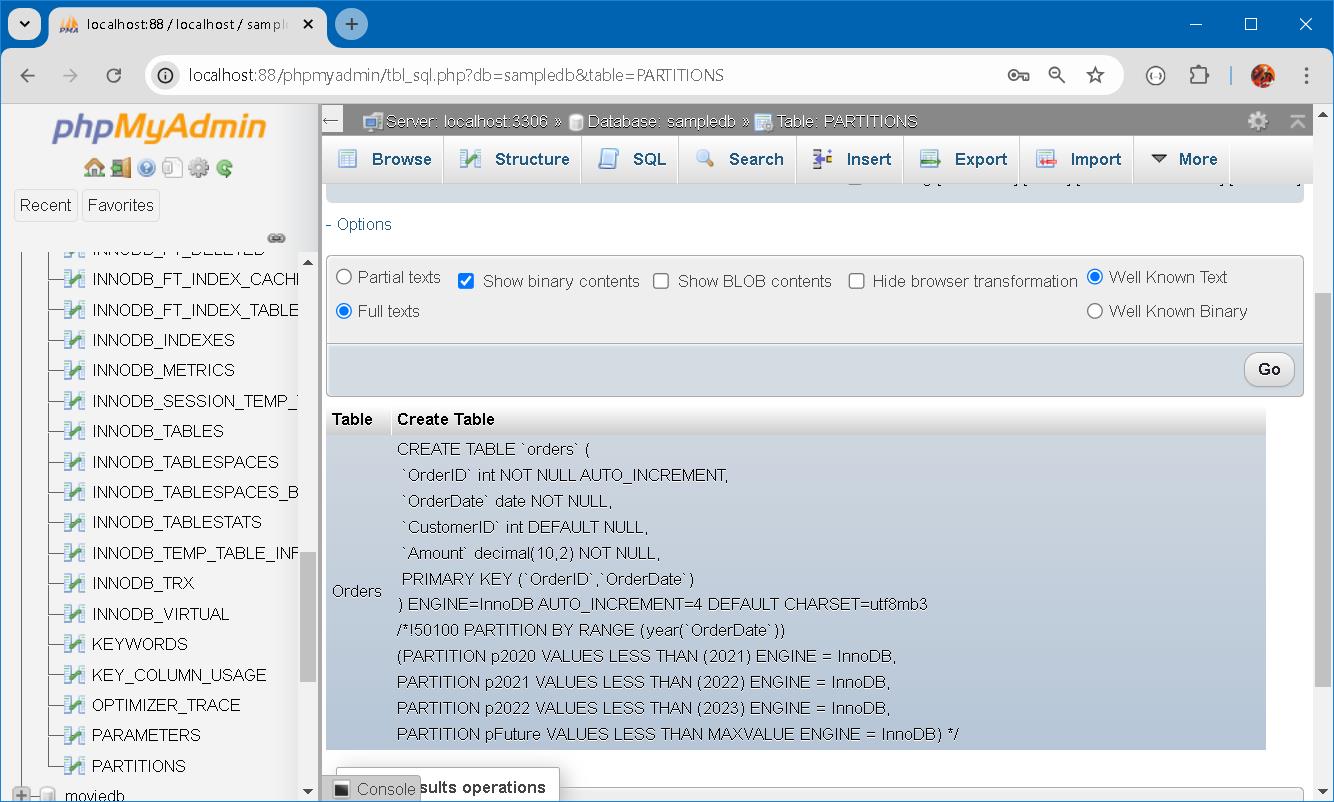 localhost:88 / localhost / sampl
localhost:88/phpmyadmin/tbl_sql.php?db=sampledb&table=PARTITIONS
phpMyAdmin
Recent
Favorites
INNODB_FT_DELETED
INNODB_FT_INDEX_CACH
INNODB_FT_INDEX_TABLE
INNODB_INDEXES
INNODB_METRICS
INNODB_SESSION_TEMP_
INNODB_TABLES
INNODB_TABLESPACES
INNODB_TABLESPACES_B
INNODB_TABLESTATS
INNODB_TEMP_TABLE_INF
INNODB_TRX
INNODB_VIRTUAL
KEYWORDS
KEY_COLUMN_USAGE
OPTIMIZER_TRACE
PARAMETERS
PARTITIONS
moviedb
Server: localhost:3306 » Database: sampledb » Table: PARTITIONS
Browse Structure SQL Search Insert Export Import More
- Options
Partial texts
Full texts
Show binary contents
Show BLOB contents
Hide browser transformation
Well Known Text
Well Known Binary
Go
Table Create Table
Orders
CREATE TABLE `orders` (
`OrderID` int NOT NULL AUTO_INCREMENT,
`OrderDate` date NOT NULL,
`CustomerID` int DEFAULT NULL,
`Amount` decimal(10,2) NOT NULL,
PRIMARY KEY (`OrderID`,`OrderDate`)
) ENGINE=InnoDB AUTO_INCREMENT=4 DEFAULT CHARSET=utf8mb3
/*!50100 PARTITION BY RANGE (year(`OrderDate`))
(PARTITION p2020 VALUES LESS THAN (2021) ENGINE = InnoDB,
PARTITION p2021 VALUES LESS THAN (2022) ENGINE = InnoDB,
PARTITION p2022 VALUES LESS THAN (2023) ENGINE = InnoDB,
PARTITION pFuture VALUES LESS THAN MAXVALUE ENGINE = InnoDB) */
Console
sults operations